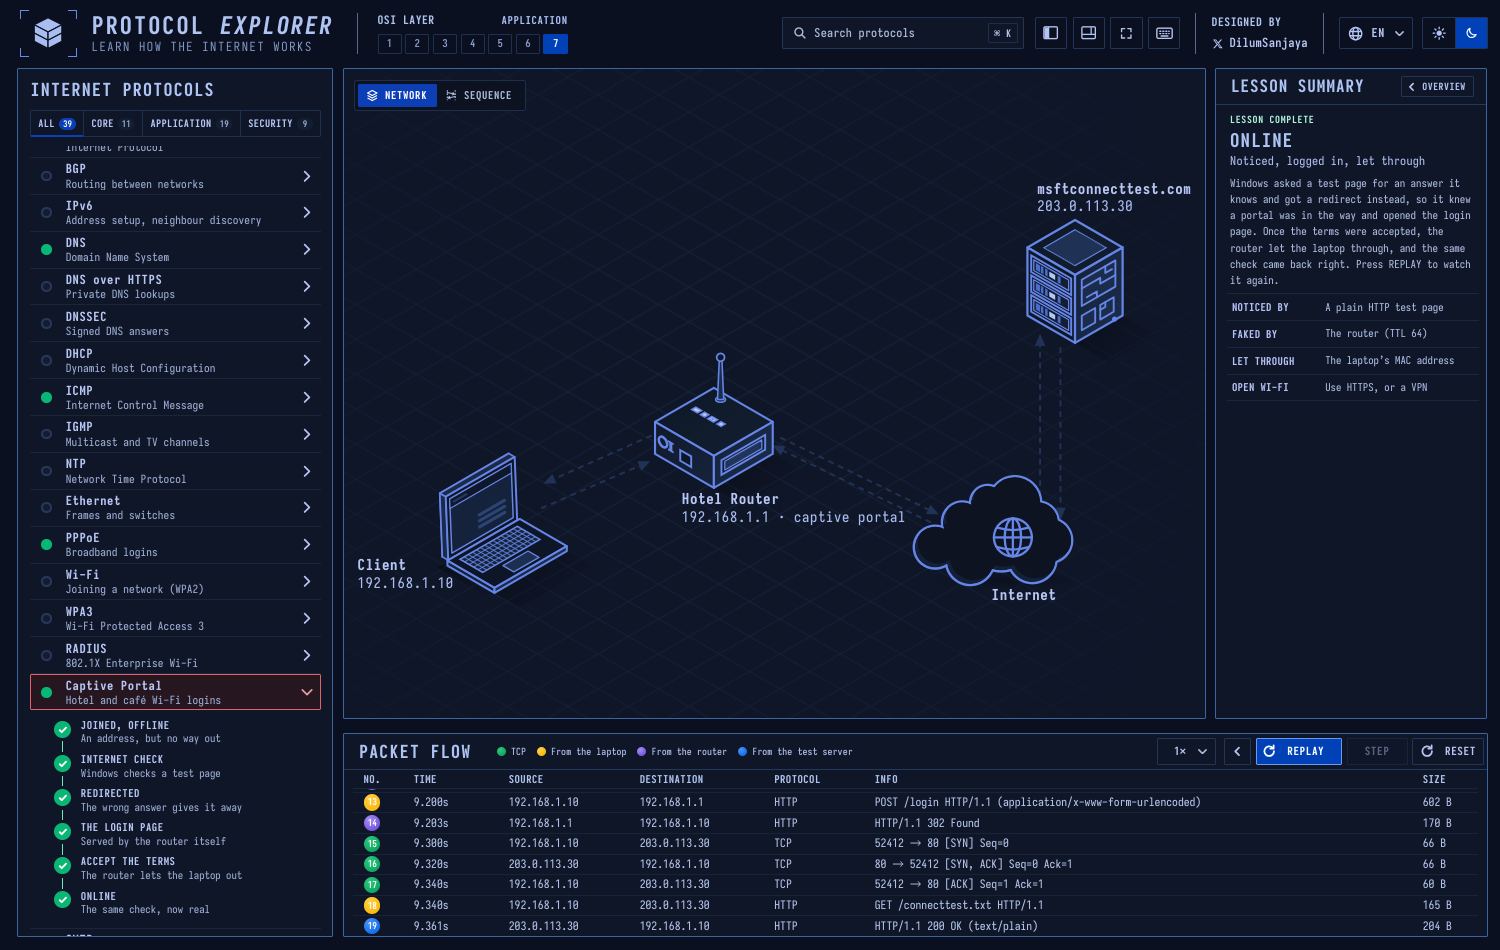 PROTOCOL EXPLORER
LEARN HOW THE INTERNET WORKS
OSI LAYER APPLICATION
1 2 3 4 5 6 7
Search protocols ⌘ K
DESIGNED BY
DilumSanjaya
EN
INTERNET PROTOCOLS
ALL 39 CORE 11 APPLICATION 19 SECURITY 9
Internet Protocol
BGP
Routing between networks
IPv6
Address setup, neighbour discovery
DNS
Domain Name System
DNS over HTTPS
Private DNS lookups
DNSSEC
Signed DNS answers
DHCP
Dynamic Host Configuration
ICMP
Internet Control Message
IGMP
Multicast and TV channels
NTP
Network Time Protocol
Ethernet
Frames and switches
PPPoE
Broadband logins
Wi-Fi
Joining a network (WPA2)
WPA3
Wi-Fi Protected Access 3
RADIUS
802.1X Enterprise Wi-Fi
Captive Portal
Hotel and café Wi-Fi logins
JOINED, OFFLINE
An address, but no way out
INTERNET CHECK
Windows checks a test page
REDIRECTED
The wrong answer gives it away
THE LOGIN PAGE
Served by the router itself
ACCEPT THE TERMS
The router lets the laptop out
ONLINE
The same check, now real
NETWORK SEQUENCE
msftconnecttest.com
203.0.113.30
Hotel Router
192.168.1.1 · captive portal
Client
192.168.1.10
Internet
LESSON SUMMARY OVERVIEW
LESSON COMPLETE
ONLINE
Noticed, logged in, let through
Windows asked a test page for an answer it
knows and got a redirect instead, so it knew
a portal was in the way and opened the login
page. Once the terms were accepted, the
router let the laptop through, and the same
check came back right. Press REPLAY to watch
it again.
NOTICED BY A plain HTTP test page
FAKED BY The router (TTL 64)
LET THROUGH The laptop's MAC address
OPEN WI-FI Use HTTPS, or a VPN
PACKET FLOW TCP From the laptop From the router From the test server 1× REPLAY STEP RESET
NO. TIME SOURCE DESTINATION PROTOCOL INFO SIZE
13 9.200s 192.168.1.10 192.168.1.1 HTTP POST /login HTTP/1.1 (application/x-www-form-urlencoded) 602 B
14 9.203s 192.168.1.1 192.168.1.10 HTTP HTTP/1.1 302 Found 170 B
15 9.300s 192.168.1.10 203.0.113.30 TCP 52412 → 80 [SYN] Seq=0 66 B
16 9.320s 203.0.113.30 192.168.1.10 TCP 80 → 52412 [SYN, ACK] Seq=0 Ack=1 66 B
17 9.340s 192.168.1.10 203.0.113.30 TCP 52412 → 80 [ACK] Seq=1 Ack=1 60 B
18 9.340s 192.168.1.10 203.0.113.30 HTTP GET /connecttest.txt HTTP/1.1 165 B
19 9.361s 203.0.113.30 192.168.1.10 HTTP HTTP/1.1 200 OK (text/plain) 204 B